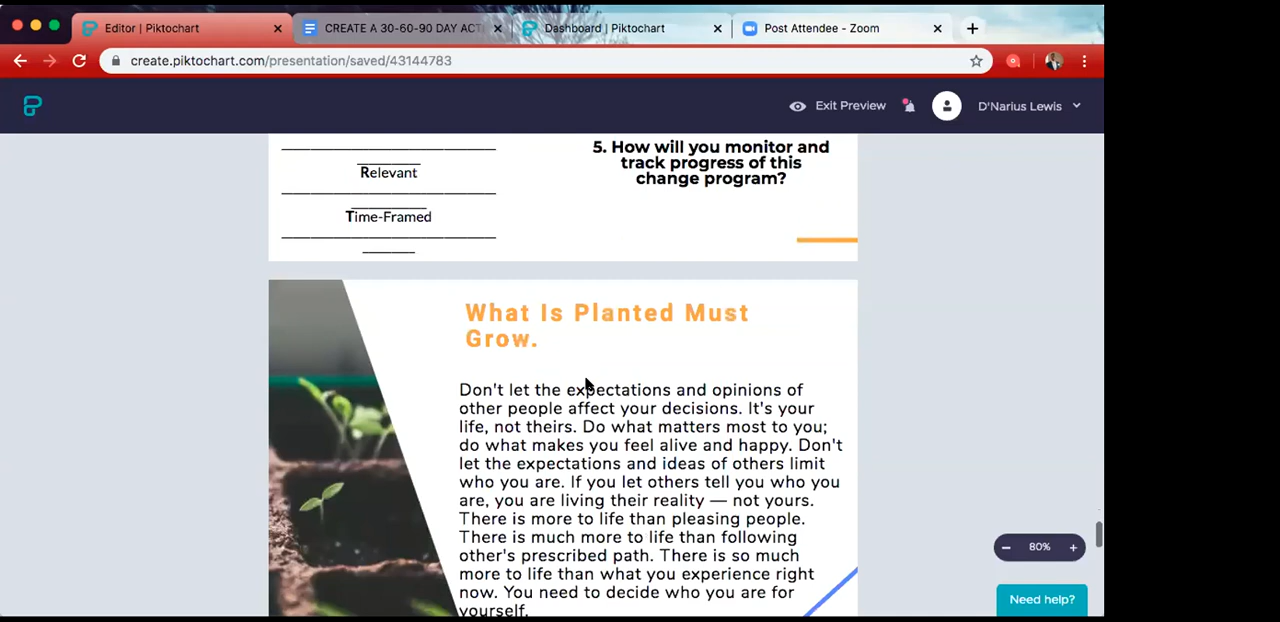 Editor | Piktochart
CREATE A 30-60-90 DAY ACT
Dashboard | Piktochart
Post Attendee - Zoom
create.piktochart.com/presentation/saved/43144783
Exit Preview
D'Narius Lewis
Relevant
Time-Framed
5. How will you monitor and
track progress of this
change program?
What Is Planted Must
Grow.
Don't let the expectations and opinions of
other people affect your decisions. It's your
life, not theirs. Do what matters most to you;
do what makes you feel alive and happy. Don't
let the expectations and ideas of others limit
who you are. If you let others tell you who you
are, you are living their reality — not yours.
There is more to life than pleasing people.
There is much more to life than following
other's prescribed path. There is so much
more to life than what you experience right
now. You need to decide who you are for
yourself.
80%
Need help?